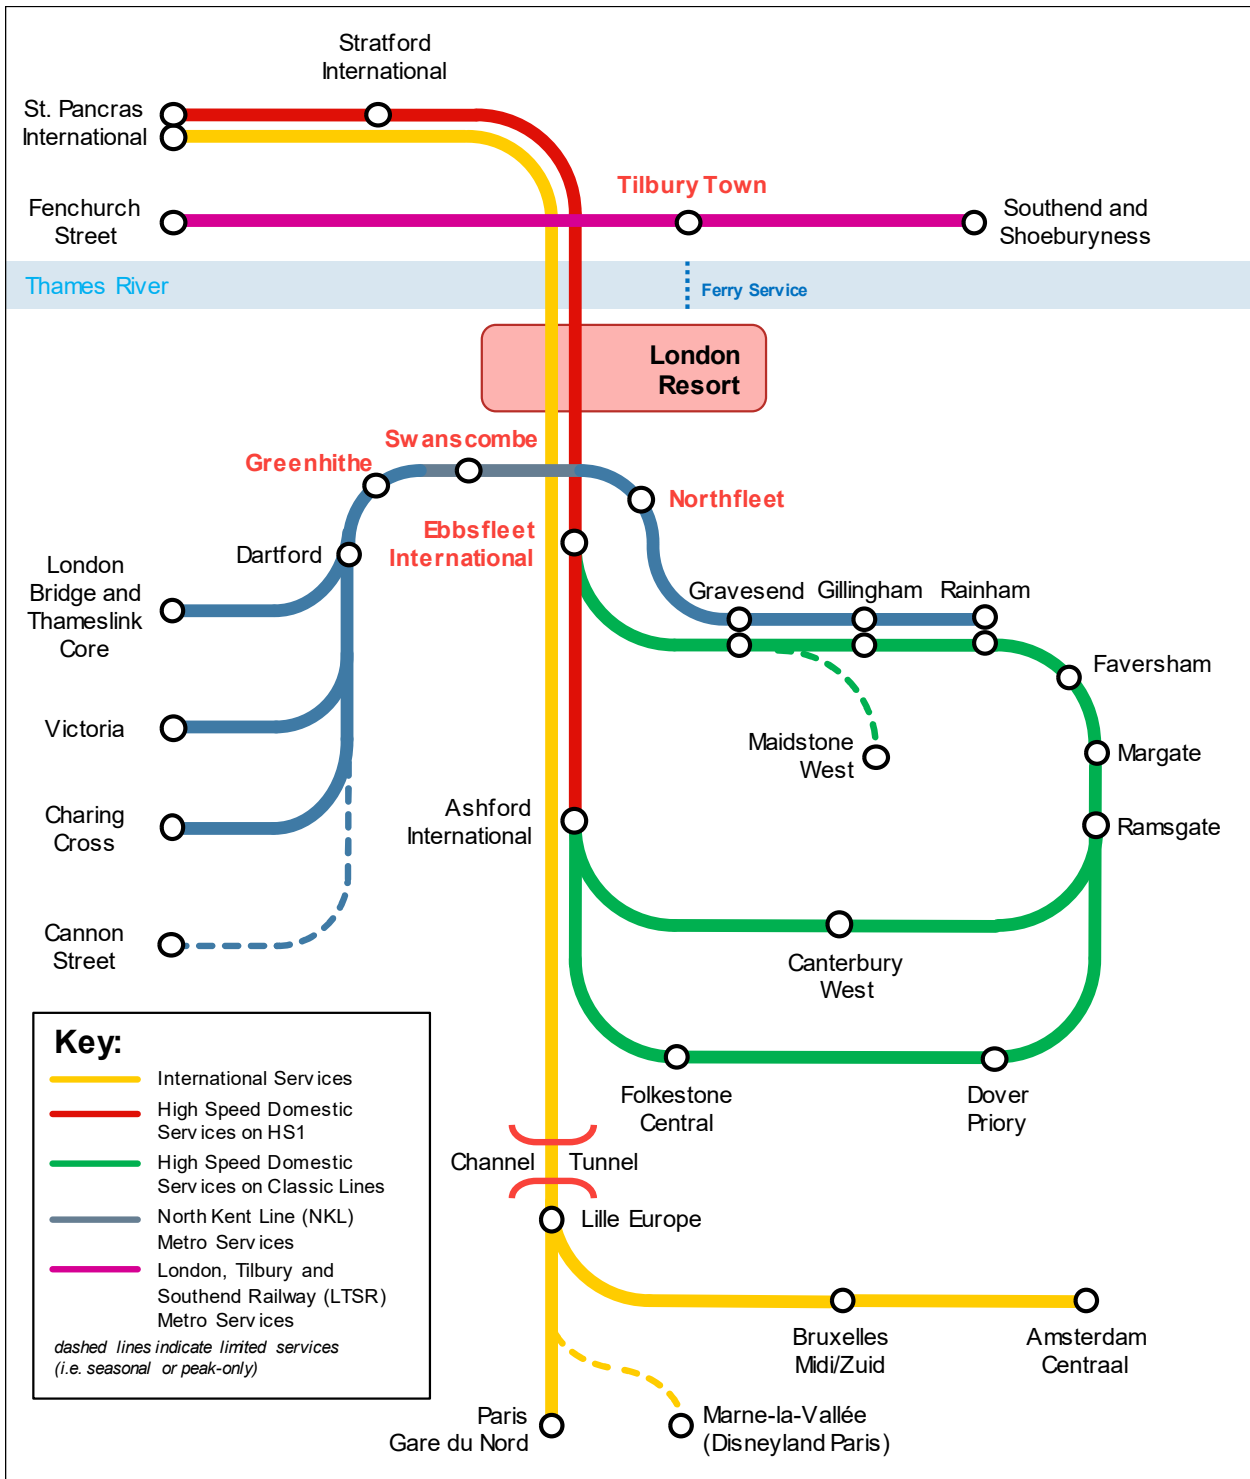 Stratford
International
St. Pancras
International
Tilbury Town
Fenchurch
Street
Southend and
Shoeburyness
Thames River
Ferry Service
London
Resort
Swanscombe
Greenhithe
Northfleet
Ebbsfleet
International
Dartford
London
Bridge and
Thameslink
Core
Gravesend
Gillingham
Rainham
Faversham
Victoria
Maidstone
West
Margate
Charing
Cross
Ashford
International
Ramsgate
Cannon
Street
Canterbury
West
Key:
International Services
High Speed Domestic
Services on HS1
High Speed Domestic
Services on Classic Lines
North Kent Line (NKL)
Metro Services
London, Tilbury and
Southend Railway (LTSR)
Metro Services
dashed lines indicate limited services
(i.e. seasonal or peak-only)
Folkestone
Central
Dover
Priory
Channel Tunnel
Lille Europe
Bruxelles
Midi/Zuid
Amsterdam
Centraal
Paris
Gare du Nord
Marne-la-Vallée
(Disneyland Paris)